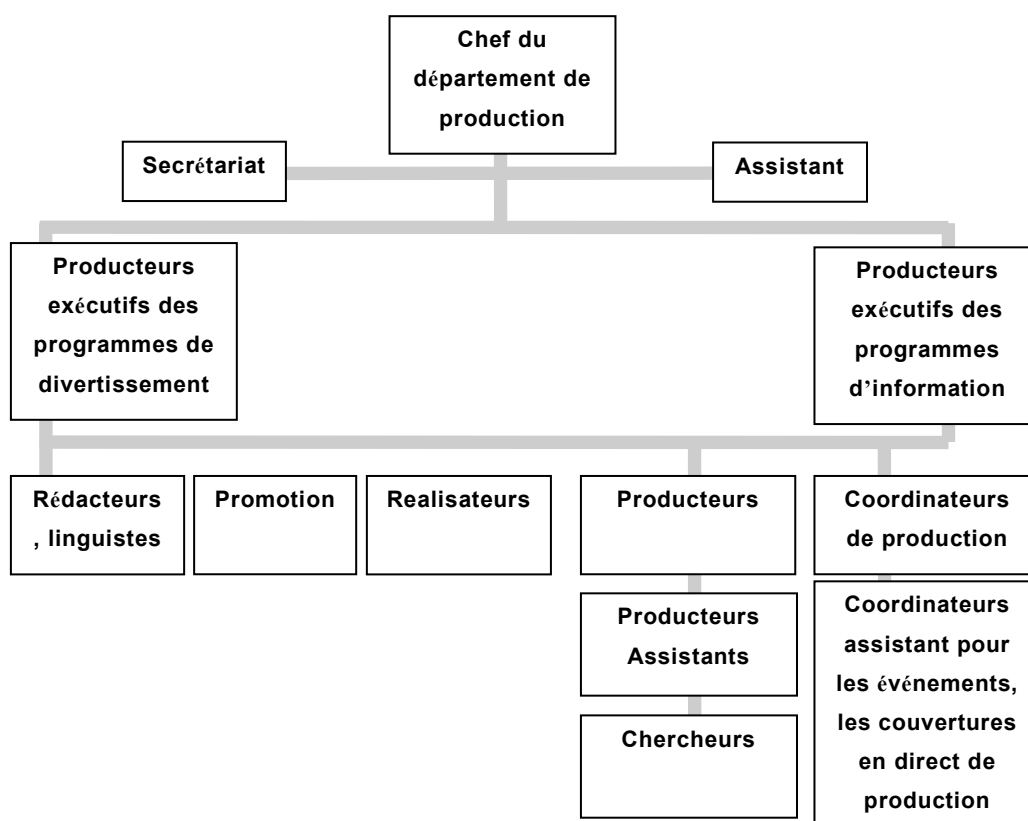 Chef du
département de
production
Secrétariat
Assistant
Producteurs
exécutifs des
programmes de
divertissement
Producteurs
exécutifs des
programmes
d’information
Rédacteurs
, linguistes
Promotion
Realisateurs
Producteurs
Coordinateurs
de production
Producteurs
Assistants
Chercheurs
Coordinateurs
assistant pour
les événements,
les couvertures
en direct de
production